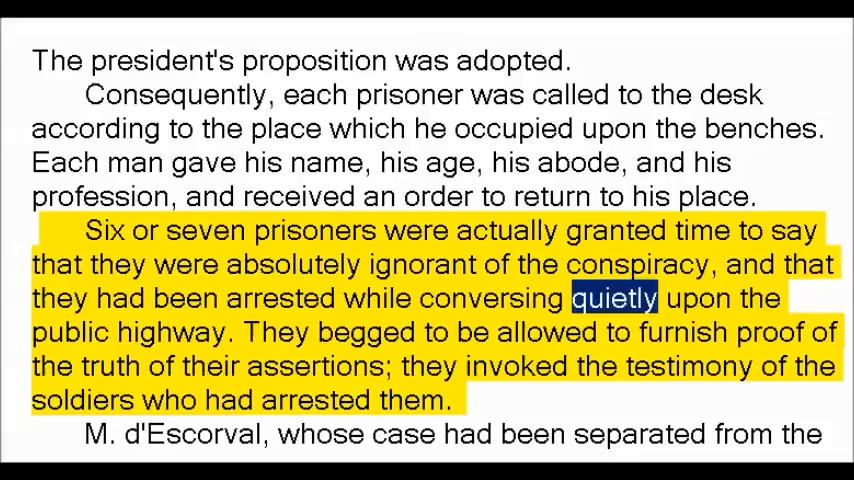 The president's proposition was adopted.
Consequently, each prisoner was called to the desk
according to the place which he occupied upon the benches.
Each man gave his name, his age, his abode, and his
profession, and received an order to return to his place.
Six or seven prisoners were actually granted time to say
that they were absolutely ignorant of the conspiracy, and that
they had been arrested while conversing quietly upon the
public highway. They begged to be allowed to furnish proof of
the truth of their assertions; they invoked the testimony of the
soldiers who had arrested them.
M. d'Escorval, whose case had been separated from the